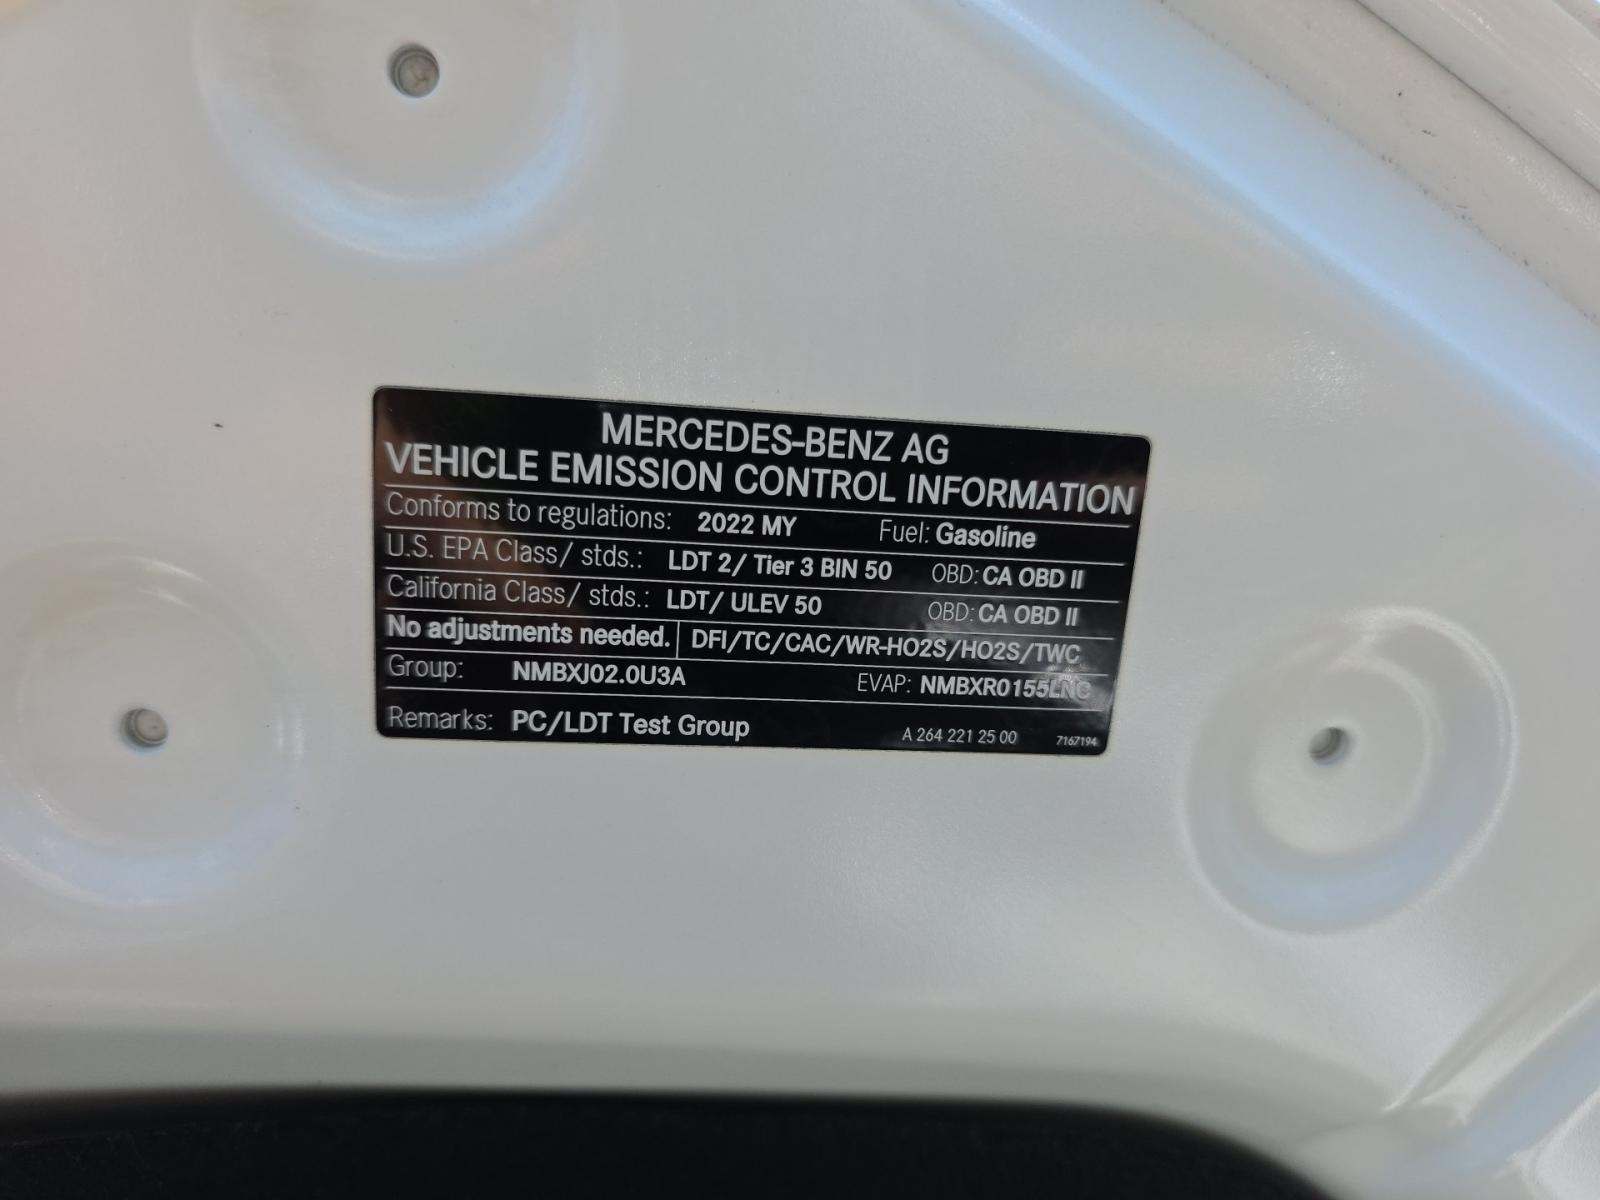 MERCEDES-BENZ AG
VEHICLE EMISSION CONTROL INFORMATION
Conforms to regulations: 2022 MY Fuel: Gasoline
U.S. EPA Class/ stds.: LDT 2/ Tier 3 BIN 50 OBD: CA OBD II
California Class/ stds.: LDT/ ULEV 50 OBD: CA OBD II
No adjustments needed. DFI/TC/CAC/WR-HO2S/HO2S/TWC
Group: NMBXJ02.0U3A EVAP: NMBXR0155LNC
Remarks: PC/LDT Test Group A 264 221 25 00 7167194